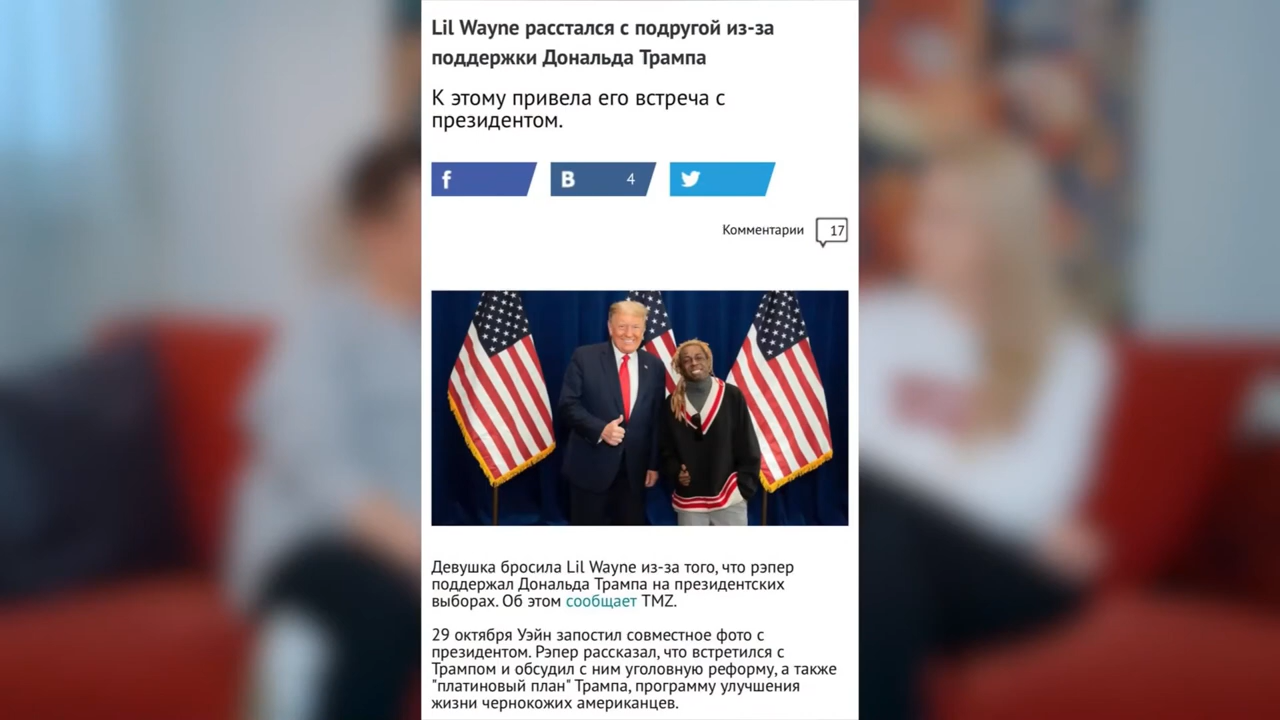 Lil Wayne расстался с подругой из-за
поддержки Дональда Трампа
К этому привела его встреча с
президентом.
f
B 4
Комментарии 17
Девушка бросила Lil Wayne из-за того, что рэпер
поддержал Дональда Трампа на президентских
выборах. Об этом сообщает TMZ.
29 октября Уэйн запостил совместное фото с
президентом. Рэпер рассказал, что встретился с
Трампом и обсудил с ним уголовную реформу, а также
"платиновый план" Трампа, программу улучшения
жизни чернокожих американцев.